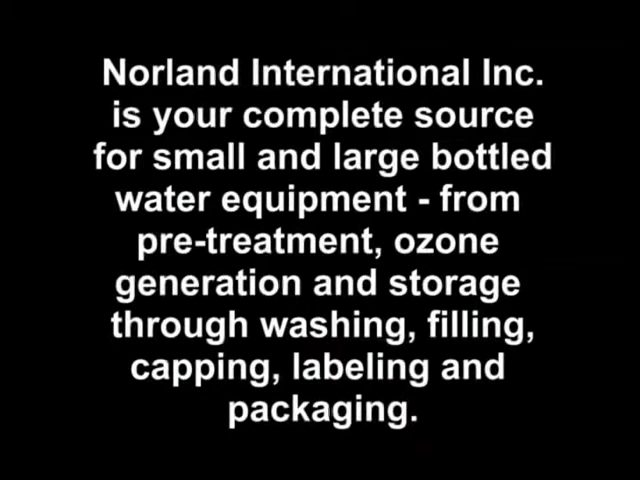 Norland International Inc.
is your complete source
for small and large bottled
water equipment - from
pre-treatment, ozone
generation and storage
through washing, filling,
capping, labeling and
packaging.